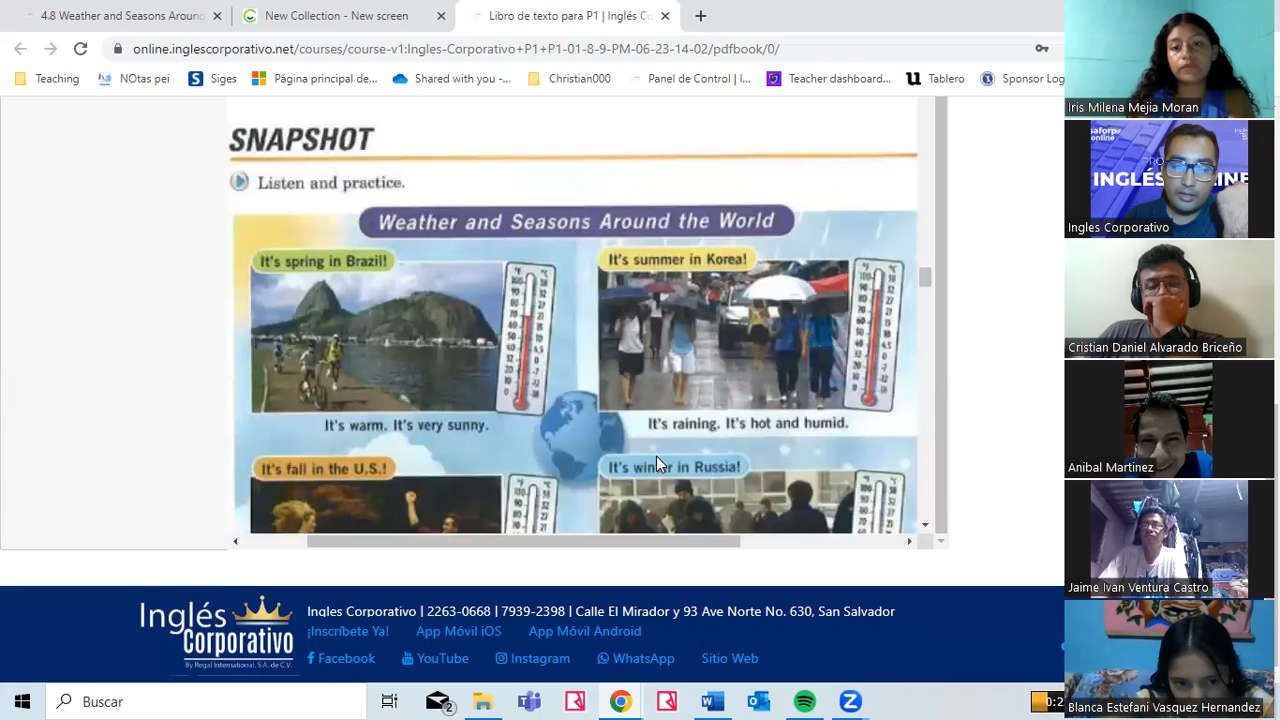 4.8 Weather and Seasons Around
New Collection - New screen
Libro de texto para P1 | Inglés Co
online.inglescorporativo.net/courses/course-v1:Ingles-Corporativo+P1+P1-01-8-9-PM-06-23-14-02/pdfbook/0/
Teaching
NOtas pei
Siges
Página principal de...
Shared with you -...
Christian000
Panel de Control | I...
Teacher dashboard...
Tablero
Sponsor Log
SNAPSHOT
Listen and practice.
Weather and Seasons Around the World
It's spring in Brazil!
It's summer in Korea!
It's warm. It's very sunny.
It's raining. It's hot and humid.
It's fall in the U.S.!
It's winter in Russia!
Inglés
Corporativo
By Regal International, S.A. de C.V.
Ingles Corporativo | 2263-0668 | 7939-2398 | Calle El Mirador y 93 Ave Norte No. 630, San Salvador
¡Inscríbete Ya! App Móvil iOS App Móvil Android
Facebook YouTube Instagram WhatsApp Sitio Web
Buscar
2
Iris Milena Mejia Moran
INGLÉS
Ingles Corporativo
Cristian Daniel Alvarado Briceño
Anibal Martinez
Jaime Ivan Ventura Castro
Blanca Estefani Vasquez Hernandez